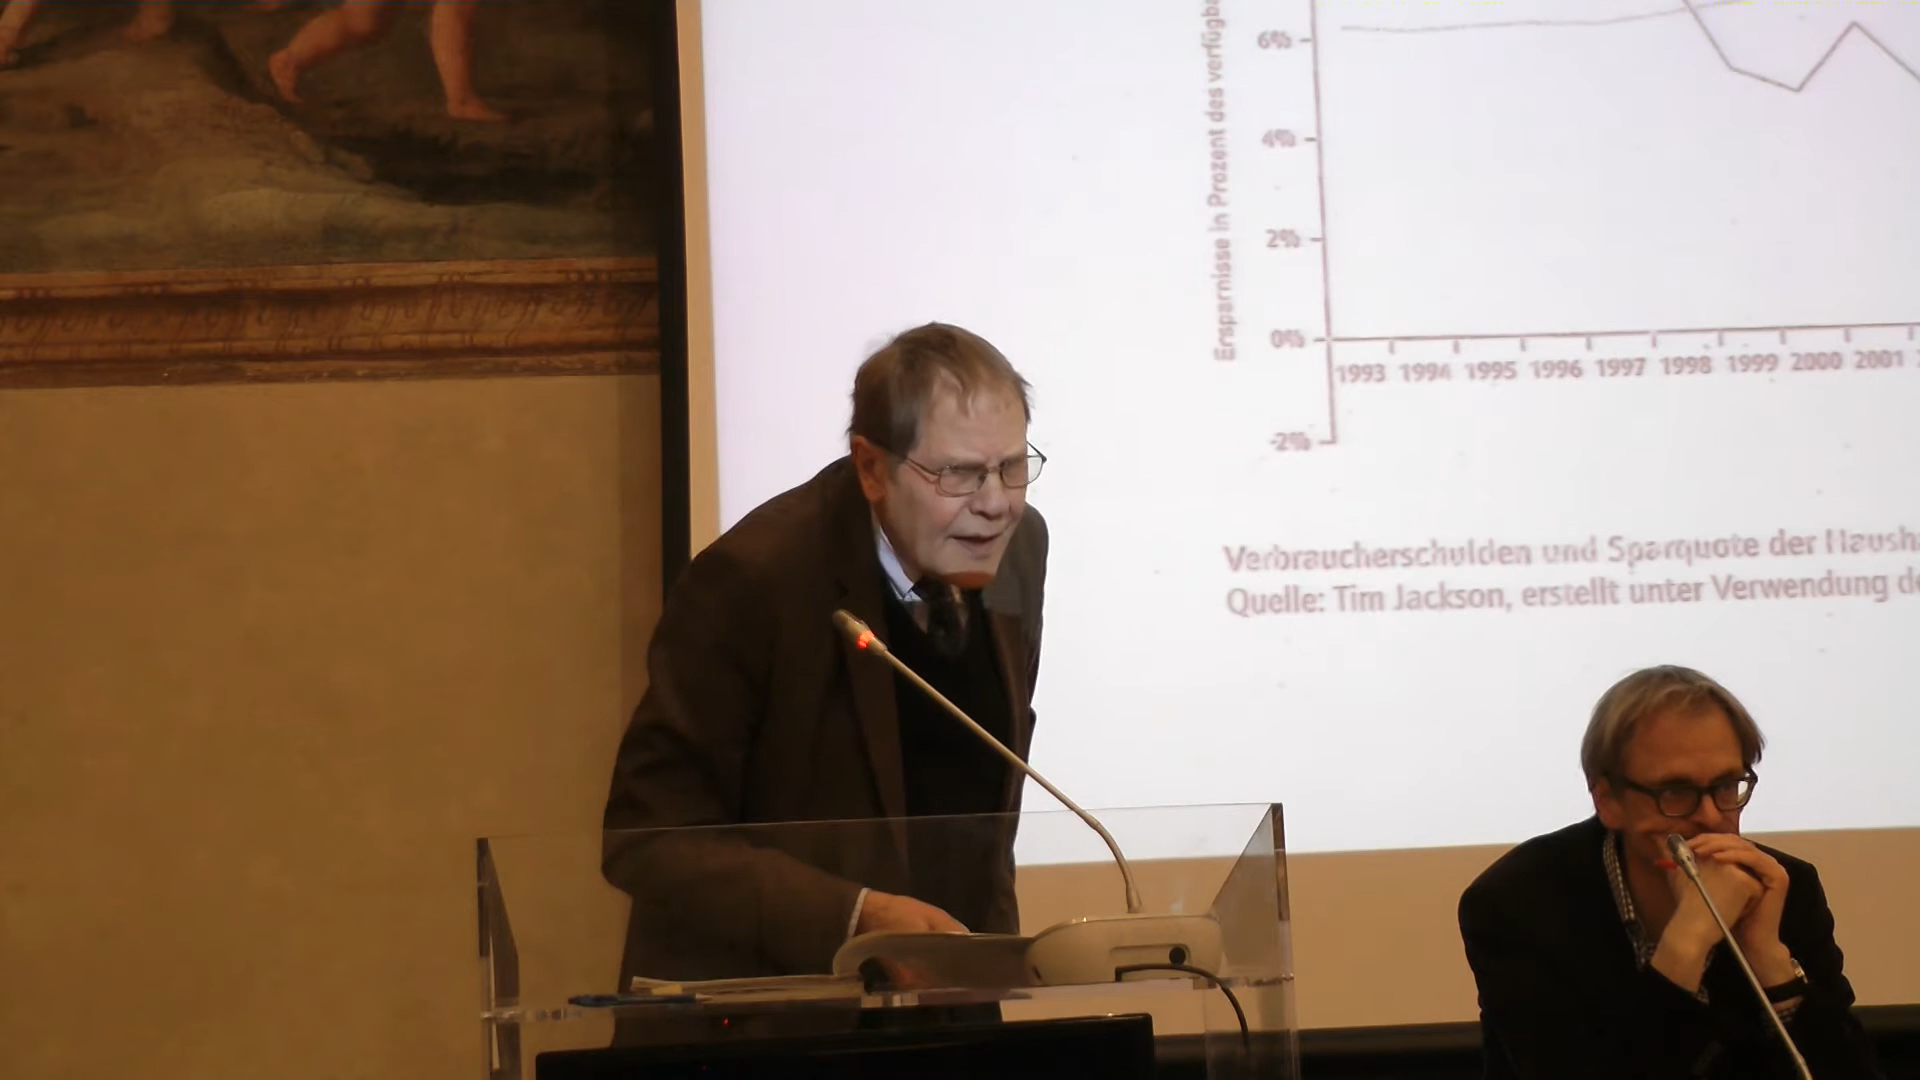 Ersparnisse in Prozent des
6%
4%
2%
0%
-2%
1993 1994 1995 1996 1997 1998 1999 2000 2001
Verbraucherschulden und Sparquote der
Quelle: Tim Jackson, erstellt unter Verwendung